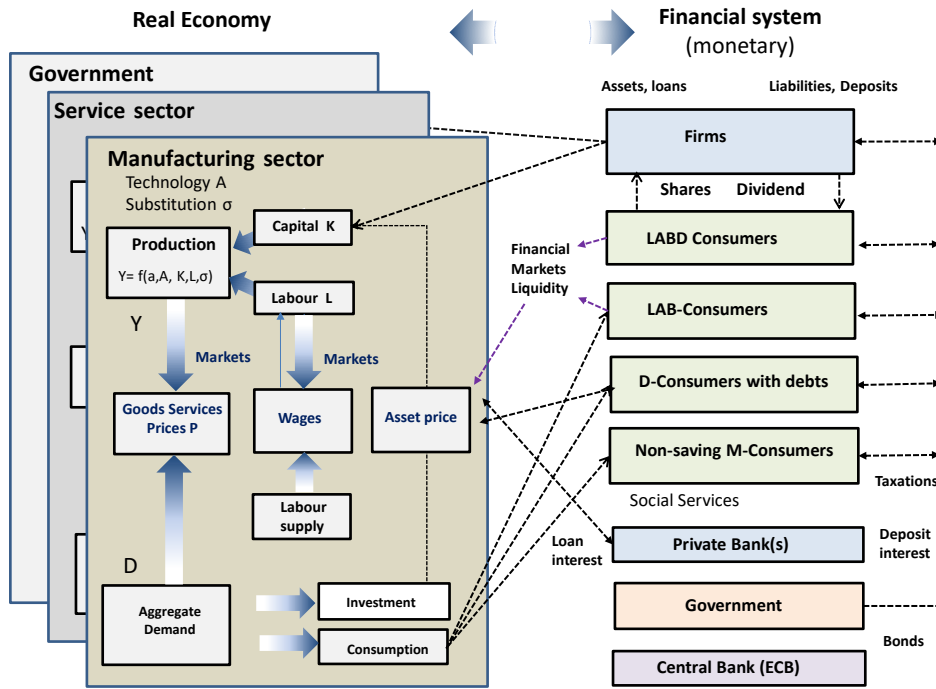 Real Economy
Financial system
(monetary)
Government
Service sector
Manufacturing sector
Technology A
Substitution σ
Production
Y= f(a,A, K,L,σ)
Capital K
Labour L
Y
Markets
Markets
Goods Services
Prices P
Wages
Asset price
Labour
supply
D
Aggregate
Demand
Investment
Consumption
Assets, loans
Liabilities, Deposits
Firms
Shares
Dividend
LABD Consumers
Financial
Markets
Liquidity
LAB-Consumers
D-Consumers with debts
Non-saving M-Consumers
Taxations
Social Services
Loan
interest
Private Bank(s)
Deposit
interest
Government
Bonds
Central Bank (ECB)